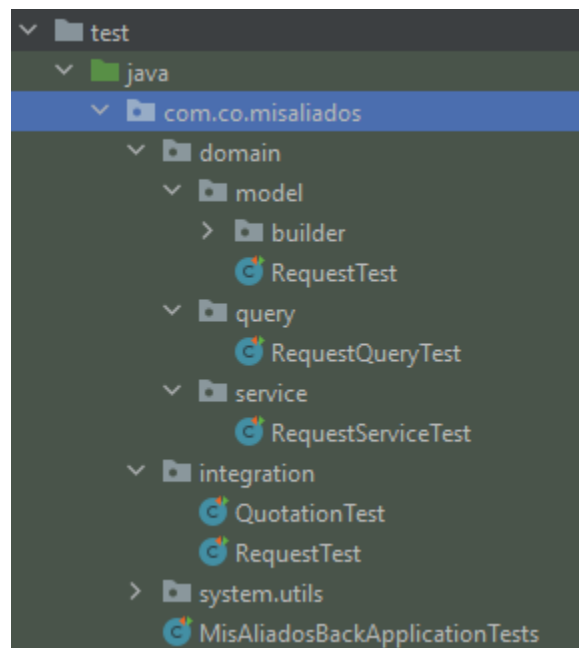 test
java
com.co.misaliados
domain
model
builder
RequestTest
query
RequestQueryTest
service
RequestServiceTest
integration
QuotationTest
RequestTest
system.utils
MisAliadosBackApplicationTests